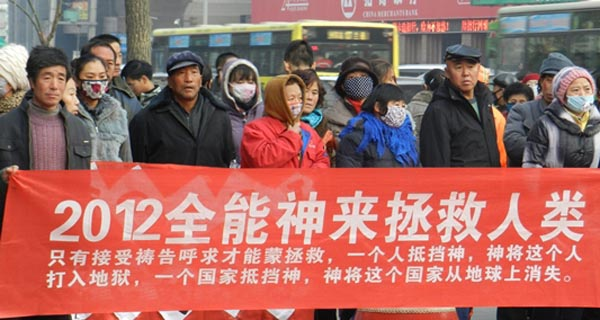 CHINA MERCHANTS BANK
2012全能神来拯救人类
只有接受祷告呼求才能蒙拯救，一个人抵挡神，神将这个人
打入地狱，一个国家抵挡神，神将这个国家从地球上消失。